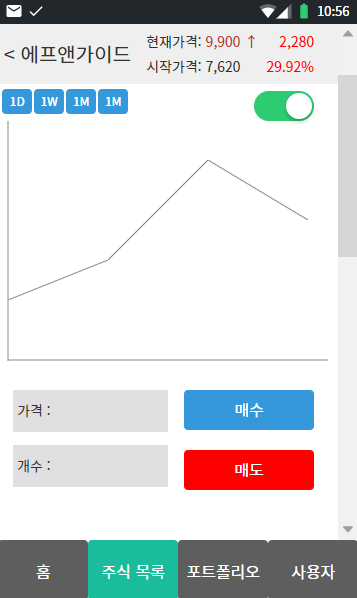 10:56
< 에프앤가이드
현재가격: 9,900 ↑ 2,280
시작가격: 7,620 29.92%
1D 1W 1M 1M
가격 :
매수
개수 :
매도
홈 주식 목록 포트폴리오 사용자